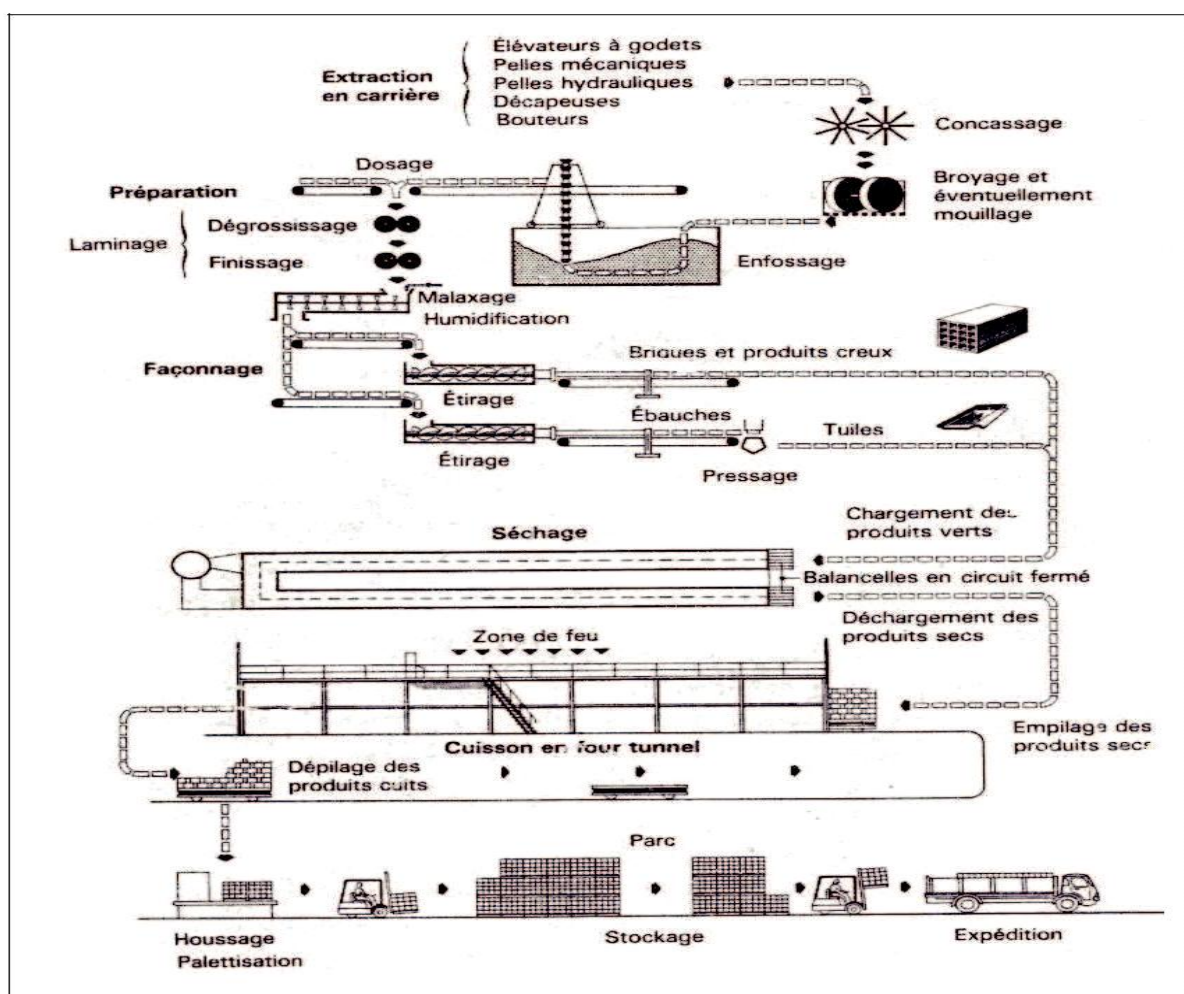 Élévateurs à godets
Pelles mécaniques
Extraction
en carrière
Pelles hydrauliques
Décapeuses
Bouteurs
Concassage
Dosage
Préparation
Broyage et
éventuellement
mouillage
Dégrossissage
Laminage
Finissage
Enfossage
Malaxage
Humidification
Briques et produits creux
Façonnage
Étirage
Ébauches
Tuiles
Étirage
Pressage
Chargement des
produits verts
Séchage
Balancelles en circuit fermé
Déchargement des
produits secs
Zone de feu
Empilage des
produits secs
Cuisson en four tunnel
Dépilage des
produits cuits
Parc
Houssage
Palettisation
Stockage
Expédition